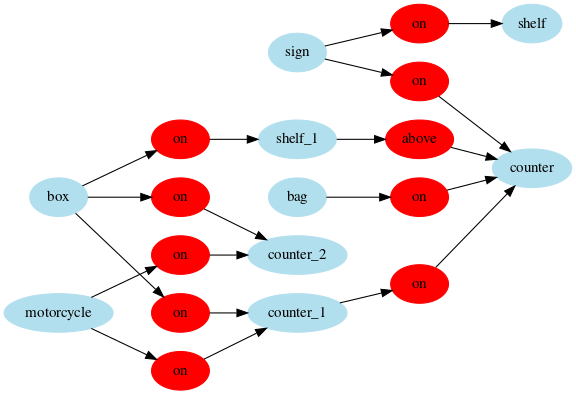 on
shelf
sign
on
on
shelf_1
above
counter
box
on
bag
on
on
counter_2
on
motorcycle
on
counter_1
on